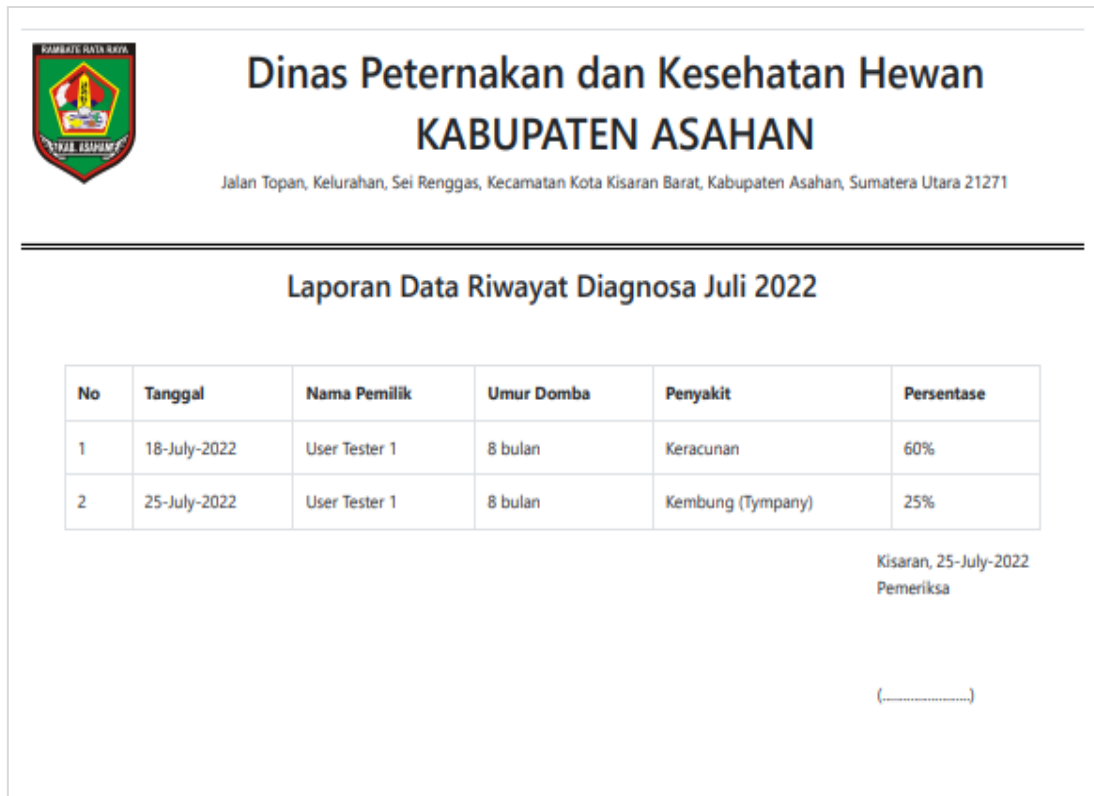 RAMBATE RATA RAYA
KAB. ASAHAN
Dinas Peternakan dan Kesehatan Hewan
KABUPATEN ASAHAN
Jalan Topan, Kelurahan, Sei Renggas, Kecamatan Kota Kisaran Barat, Kabupaten Asahan, Sumatera Utara 21271
Laporan Data Riwayat Diagnosa Juli 2022
No Tanggal Nama Pemilik Umur Domba Penyakit Persentase
1 18-July-2022 User Tester 1 8 bulan Keracunan 60%
2 25-July-2022 User Tester 1 8 bulan Kembung (Tympany) 25%
Kisaran, 25-July-2022
Pemeriksa
(........................)